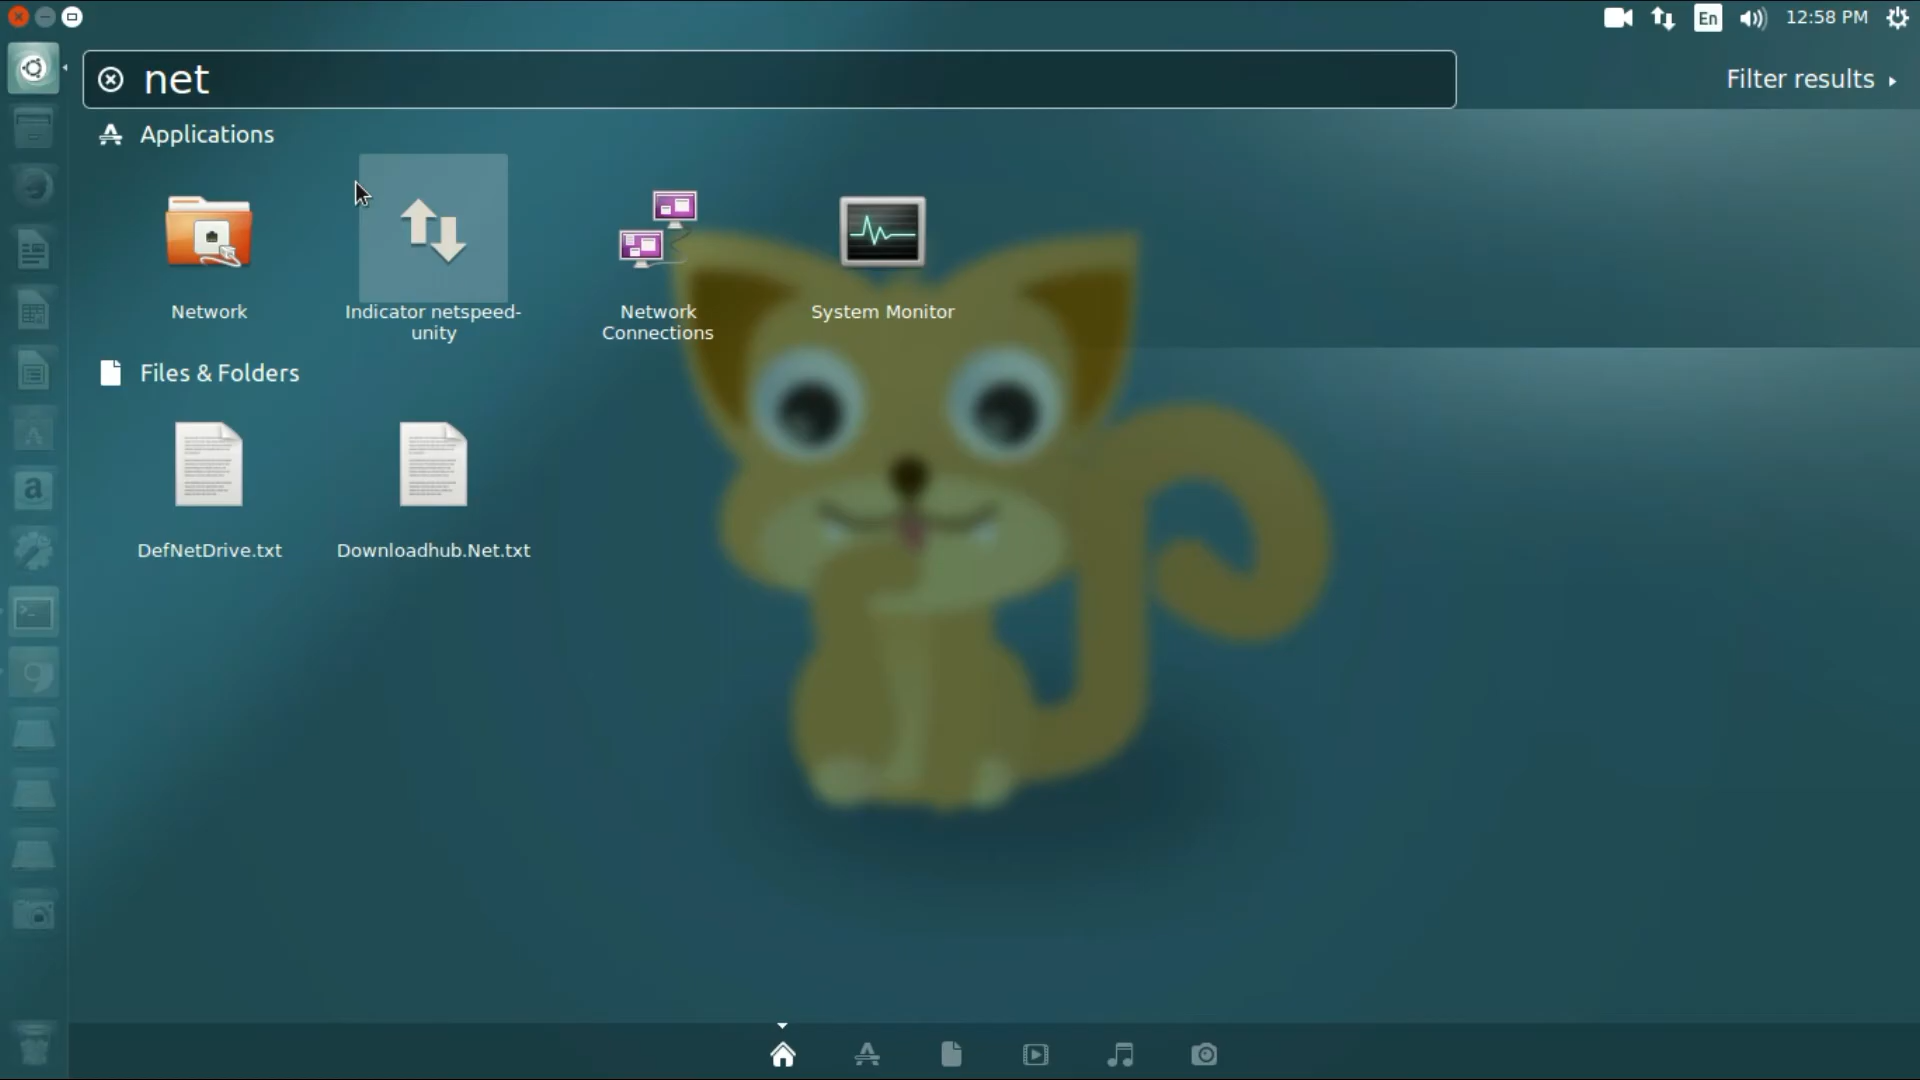 En
12:58 PM
net
Filter results
Applications
Network
Indicator netspeed-
unity
Network
Connections
System Monitor
Files & Folders
DefNetDrive.txt
Downloadhub.Net.txt
a
>_